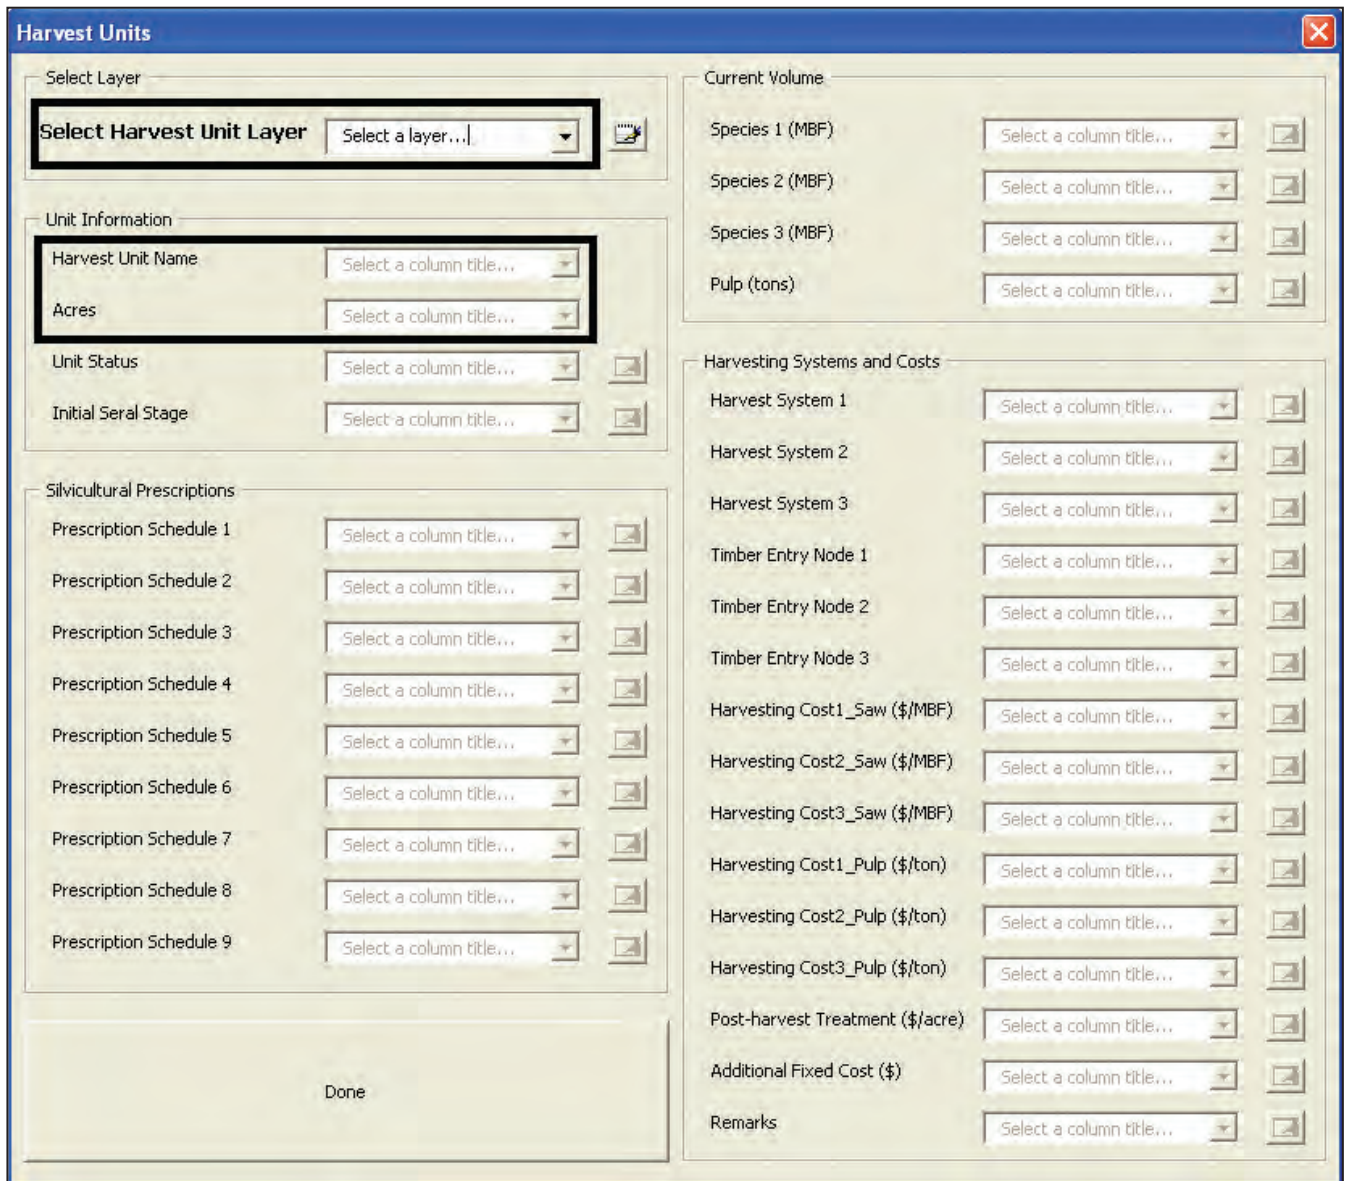 Harvest Units
Select Layer
Select Harvest Unit Layer Select a layer...
Unit Information
Harvest Unit Name Select a column title...
Acres Select a column title...
Unit Status Select a column title...
Initial Seral Stage Select a column title...
Silvicultural Prescriptions
Prescription Schedule 1 Select a column title...
Prescription Schedule 2 Select a column title...
Prescription Schedule 3 Select a column title...
Prescription Schedule 4 Select a column title...
Prescription Schedule 5 Select a column title...
Prescription Schedule 6 Select a column title...
Prescription Schedule 7 Select a column title...
Prescription Schedule 8 Select a column title...
Prescription Schedule 9 Select a column title...
Done
Current Volume
Species 1 (MBF) Select a column title...
Species 2 (MBF) Select a column title...
Species 3 (MBF) Select a column title...
Pulp (tons) Select a column title...
Harvesting Systems and Costs
Harvest System 1 Select a column title...
Harvest System 2 Select a column title...
Harvest System 3 Select a column title...
Timber Entry Node 1 Select a column title...
Timber Entry Node 2 Select a column title...
Timber Entry Node 3 Select a column title...
Harvesting Cost1_Saw ($/MBF) Select a column title...
Harvesting Cost2_Saw ($/MBF) Select a column title...
Harvesting Cost3_Saw ($/MBF) Select a column title...
Harvesting Cost1_Pulp ($/ton) Select a column title...
Harvesting Cost2_Pulp ($/ton) Select a column title...
Harvesting Cost3_Pulp ($/ton) Select a column title...
Post-harvest Treatment ($/acre) Select a column title...
Additional Fixed Cost ($) Select a column title...
Remarks Select a column title...